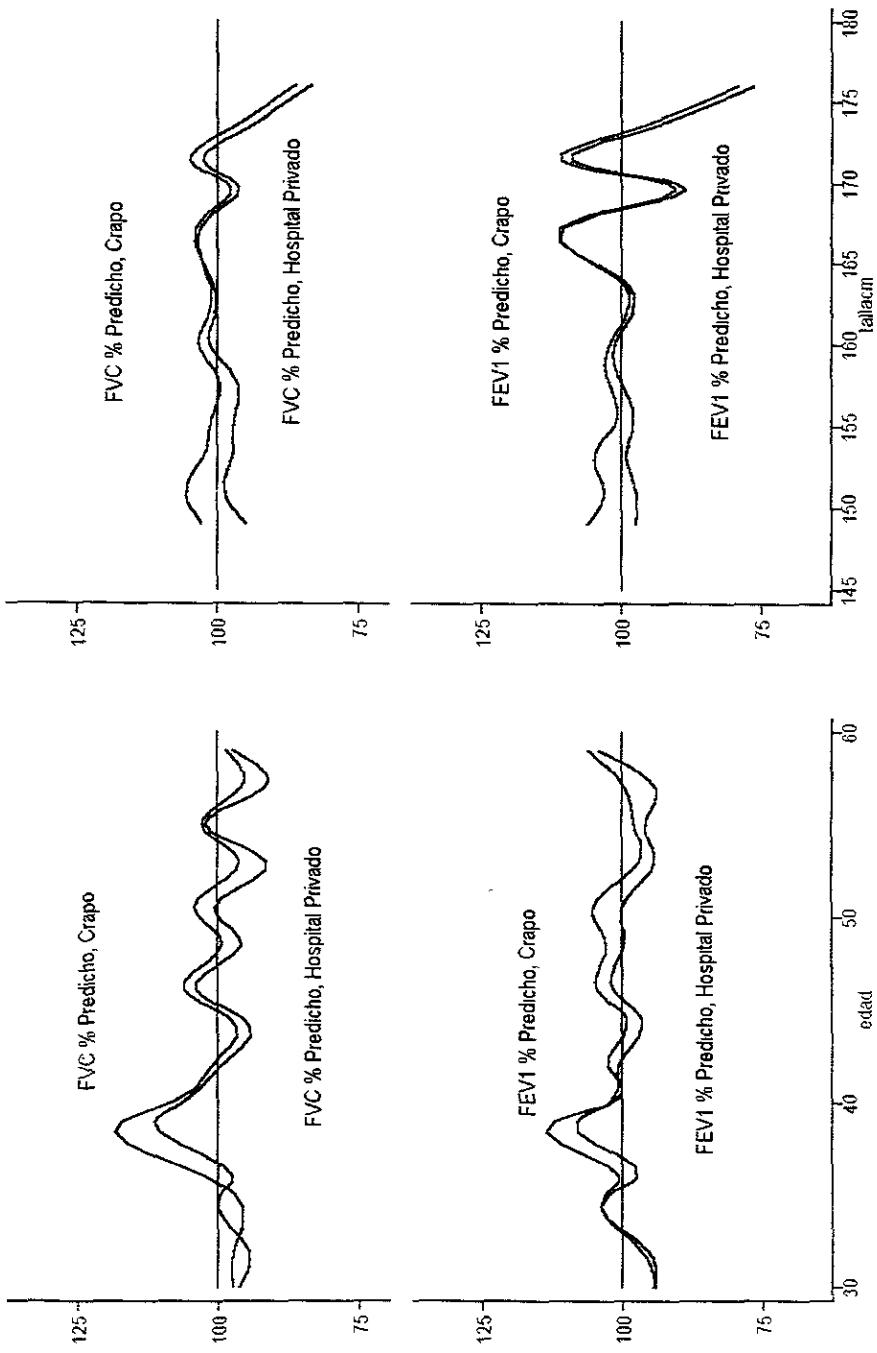 125
100
75
FVC % Predicho, Crapo
FVC % Predicho, Hospital Privado
125
100
75
FVC % Predicho, Crapo
FVC % Predicho, Hospital Privado
125
100
75
FEV1 % Predicho, Crapo
FEV1 % Predicho, Hospital Privado
30
40
50
60
edad
125
100
75
FEV1 % Predicho, Crapo
FEV1 % Predicho, Hospital Privado
145
150
155
160
165
170
175
180
tallacm